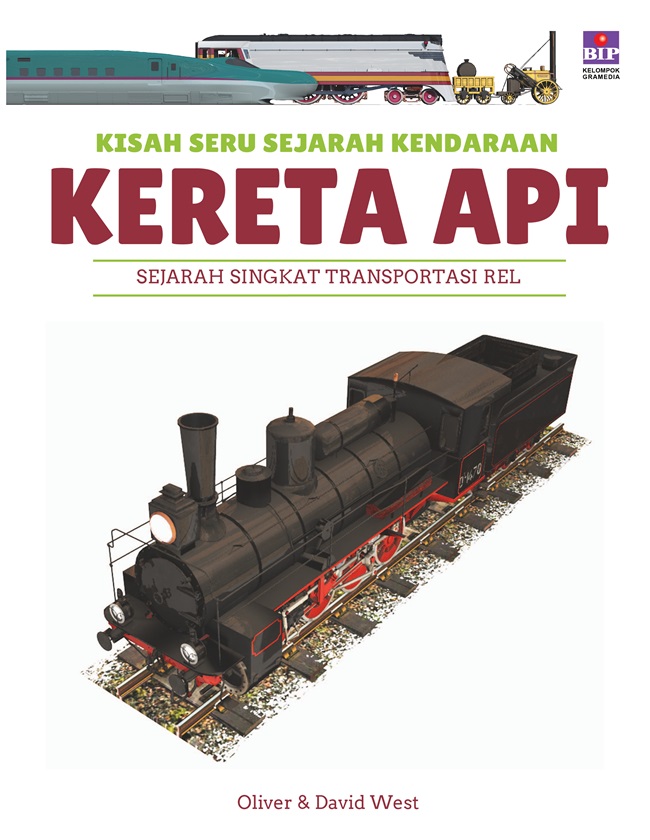 BIP
KELOMPOK
GRAMEDIA
KISAH SERU SEJARAH KENDARAAN
KERETA API
SEJARAH SINGKAT TRANSPORTASI REL
Oliver & David West